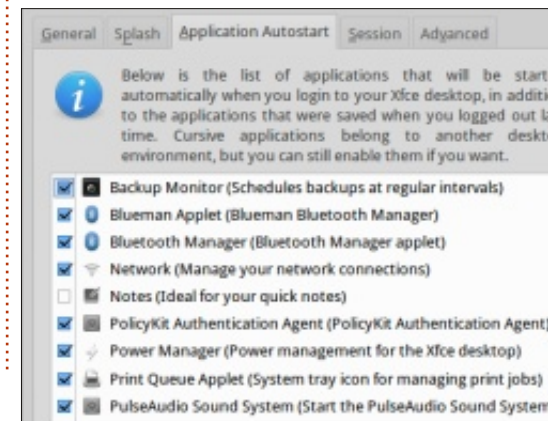 General Splash Application Autostart Session Advanced
Below is the list of applications that will be
automatically when you login to your Xfce desktop, in
to the applications that were saved when you logged out
time. Cursive applications belong to another
environment, but you can still enable them if you want.
Backup Monitor (Schedules backups at regular intervals)
Blueman Applet (Blueman Bluetooth Manager)
Bluetooth Manager (Bluetooth Manager applet)
Network (Manage your network connections)
Notes (Ideal for your quick notes)
PolicyKit Authentication Agent (PolicyKit Authentication Agent)
Power Manager (Power management for the Xfce desktop)
Print Queue Applet (System tray icon for managing print jobs)
PulseAudio Sound System (Start the PulseAudio Sound System